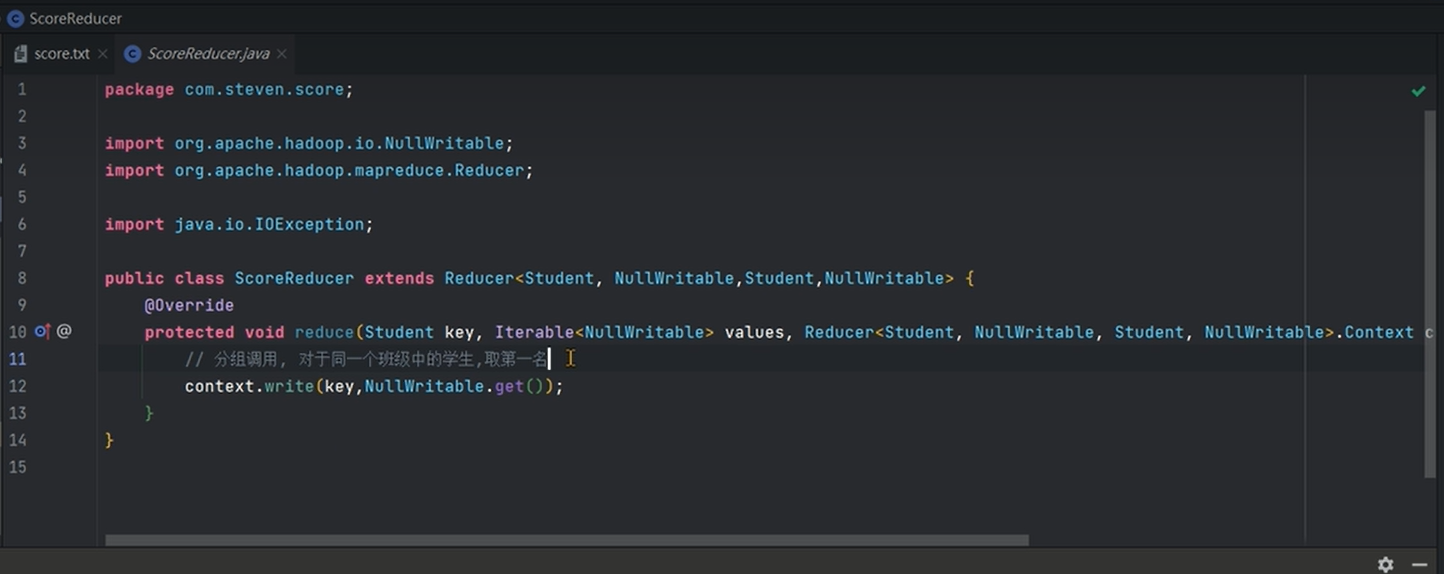 ScoreReducer
score.txt ScoreReducer.java
1 package com.steven.score;
2
3 import org.apache.hadoop.io.NullWritable;
4 import org.apache.hadoop.mapreduce.Reducer;
5
6 import java.io.IOException;
7
8 public class ScoreReducer extends Reducer<Student, NullWritable,Student,NullWritable> {
9 @Override
10 @ protected void reduce(Student key, Iterable<NullWritable> values, Reducer<Student, NullWritable, Student, NullWritable>.Context c
11 // 分组调用, 对于同一个班级中的学生,取第一名
12 context.write(key,NullWritable.get());
13 }
14 }
15